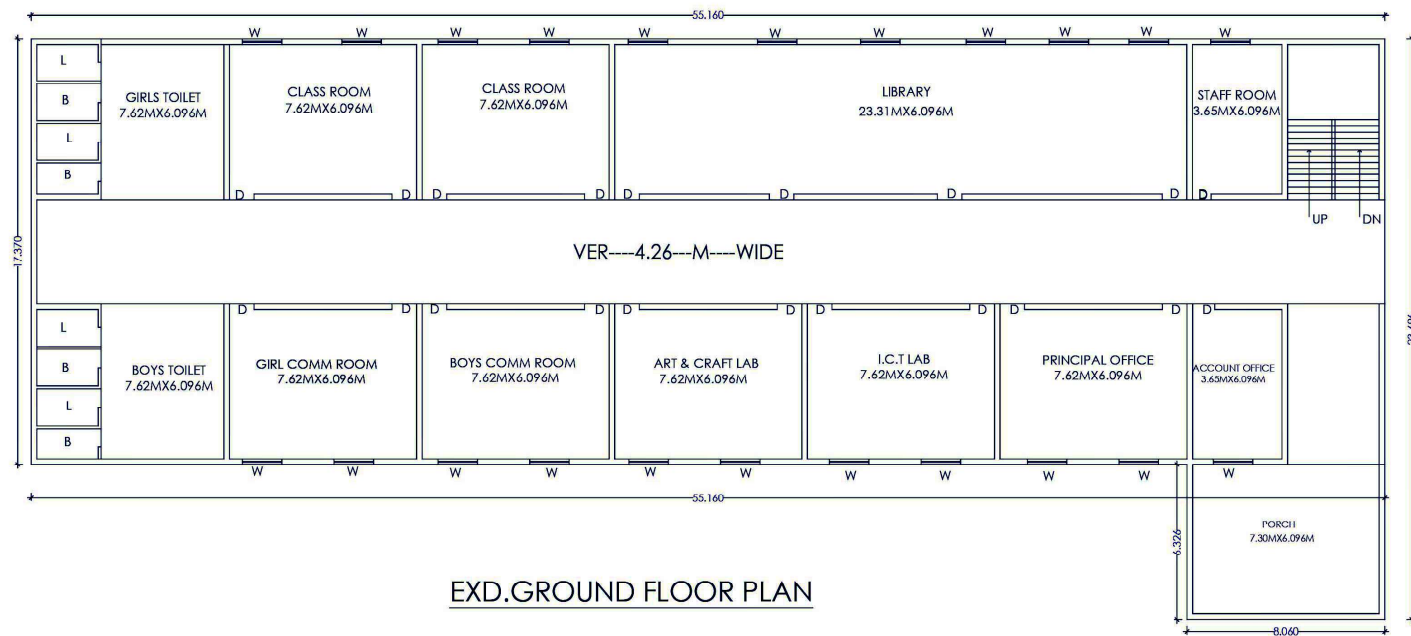 55.160
W W W W W W W W W W W
L
B
L
B
GIRLS TOILET
7.62MX6.096M
CLASS ROOM
7.62MX6.096M
CLASS ROOM
7.62MX6.096M
LIBRARY
23.31MX6.096M
STAFF ROOM
3.65MX6.096M
D D D D D D D D D
UP DN
17.370
VER----4.26---M----WIDE
D D D D D D D D D D D
L
B
L
B
BOYS TOILET
7.62MX6.096M
GIRL COMM ROOM
7.62MX6.096M
BOYS COMM ROOM
7.62MX6.096M
ART & CRAFT LAB
7.62MX6.096M
I.C.T LAB
7.62MX6.096M
PRINCIPAL OFFICE
7.62MX6.096M
ACCOUNT OFFICE
3.65MX6.096M
W W W W W W W W W W W
55.160
6.326
PORCH
7.30MX6.096M
8.060
EXD.GROUND FLOOR PLAN